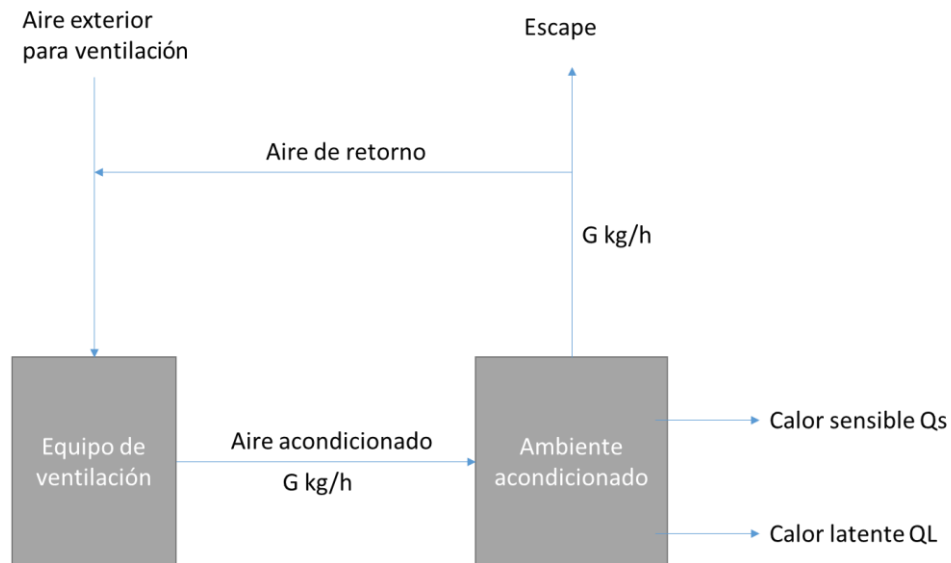 Aire exterior
para ventilación
Escape
Aire de retorno
G kg/h
Equipo de
ventilación
Aire acondicionado
G kg/h
Ambiente
acondicionado
Calor sensible Qs
Calor latente QL